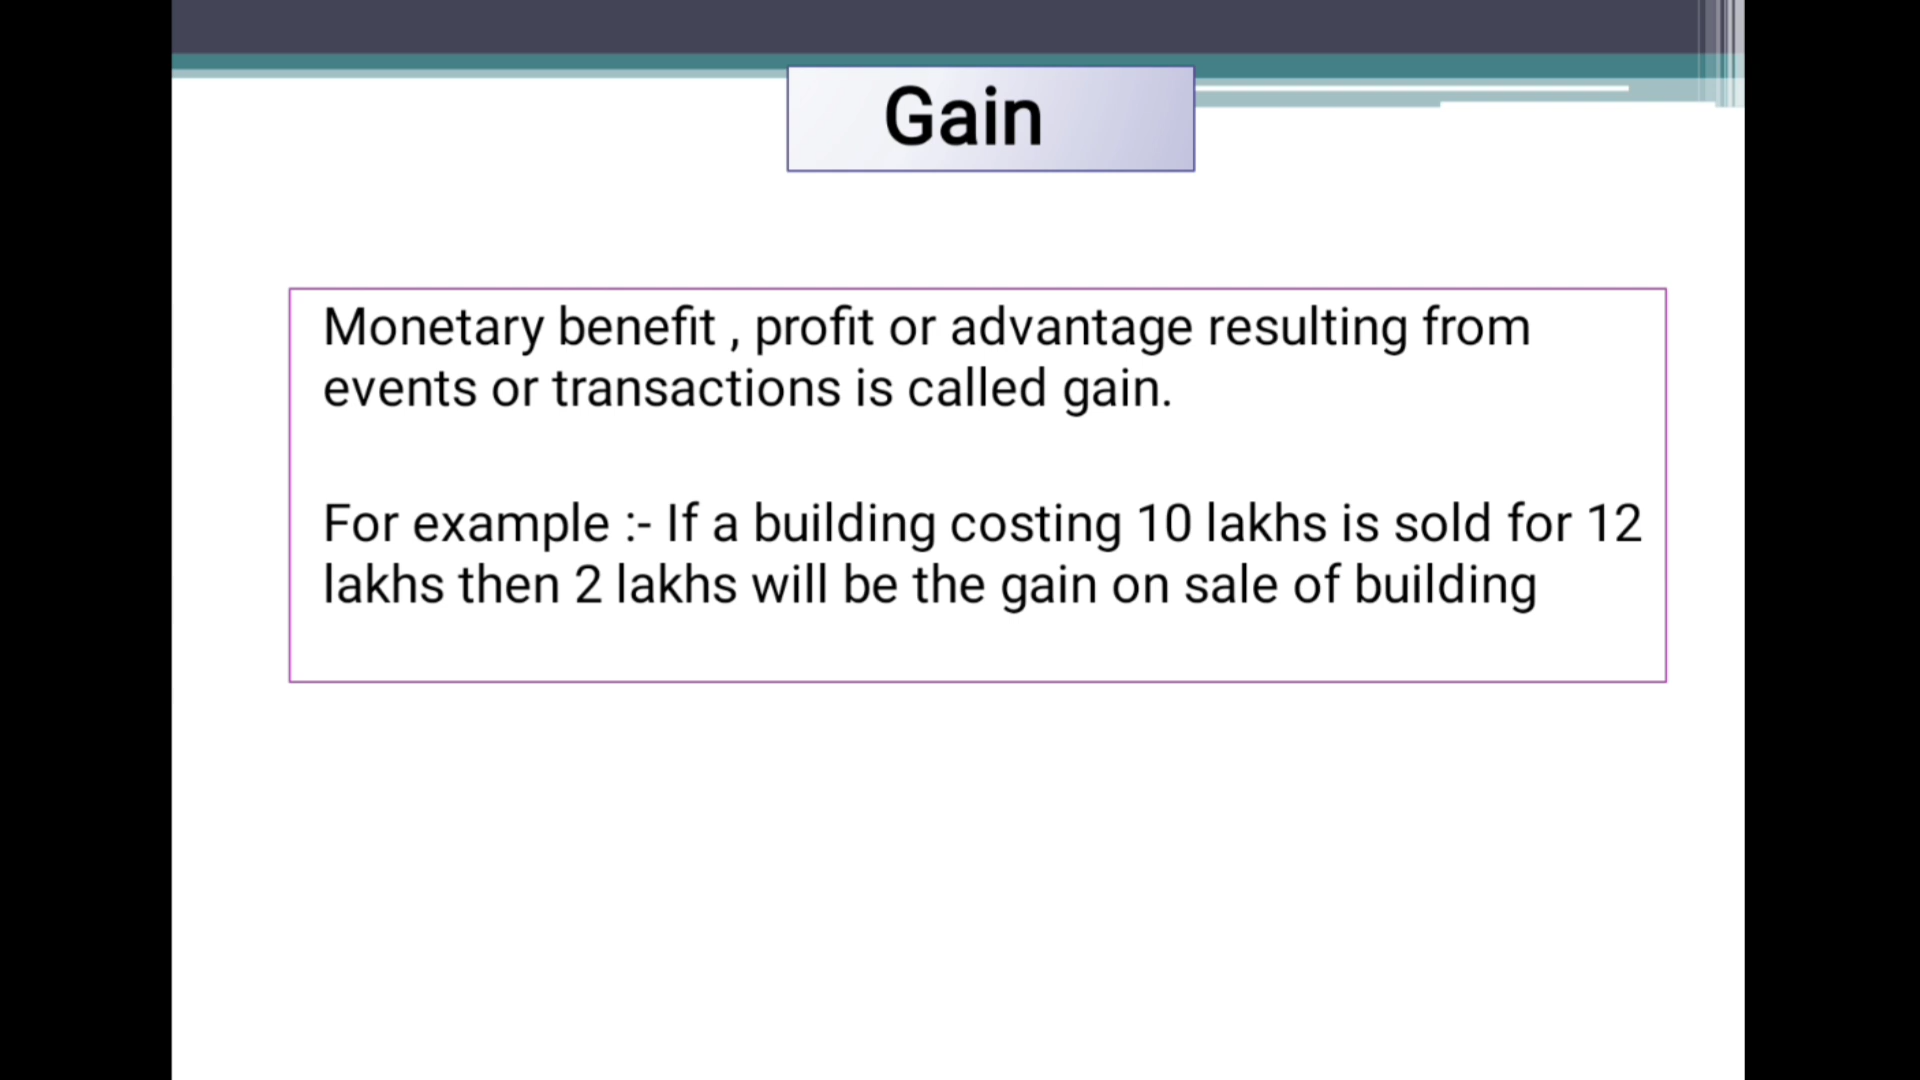 Gain
Monetary benefit , profit or advantage resulting from
events or transactions is called gain.
For example :- If a building costing 10 lakhs is sold for 12
lakhs then 2 lakhs will be the gain on sale of building